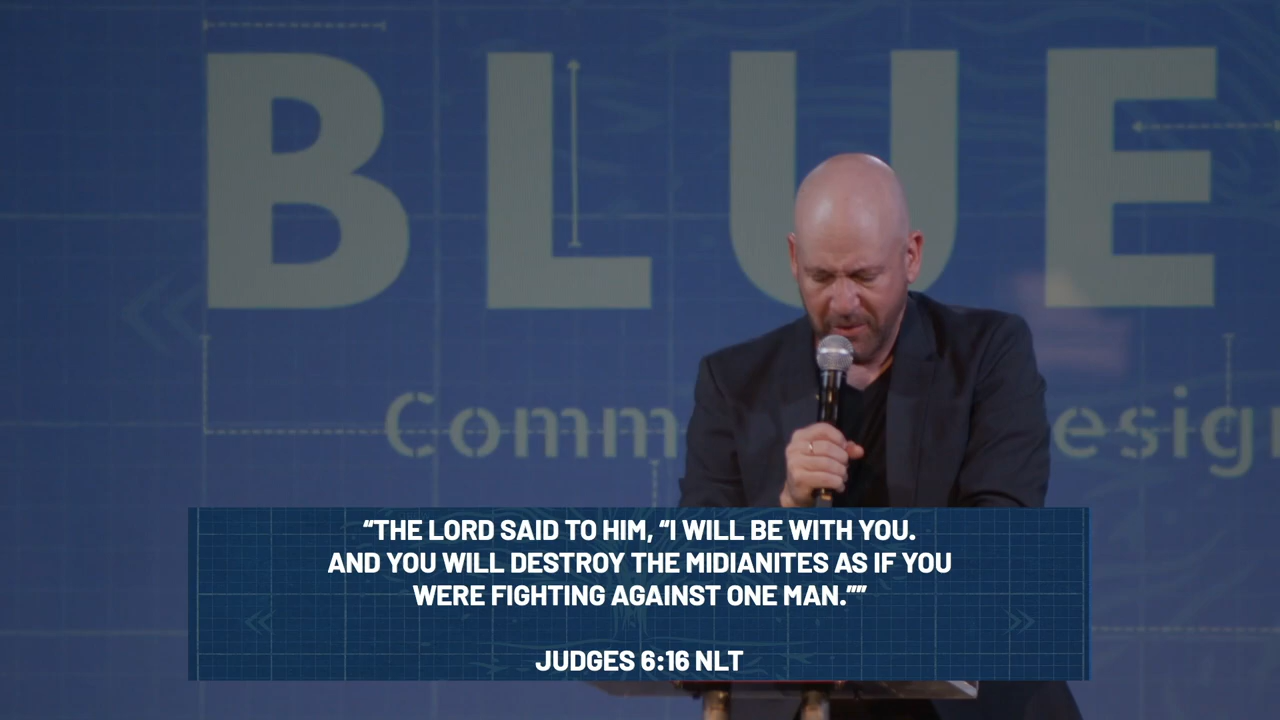 BLUE
Comm esign
“THE LORD SAID TO HIM, “I WILL BE WITH YOU.
AND YOU WILL DESTROY THE MIDIANITES AS IF YOU
WERE FIGHTING AGAINST ONE MAN.””
JUDGES 6:16 NLT